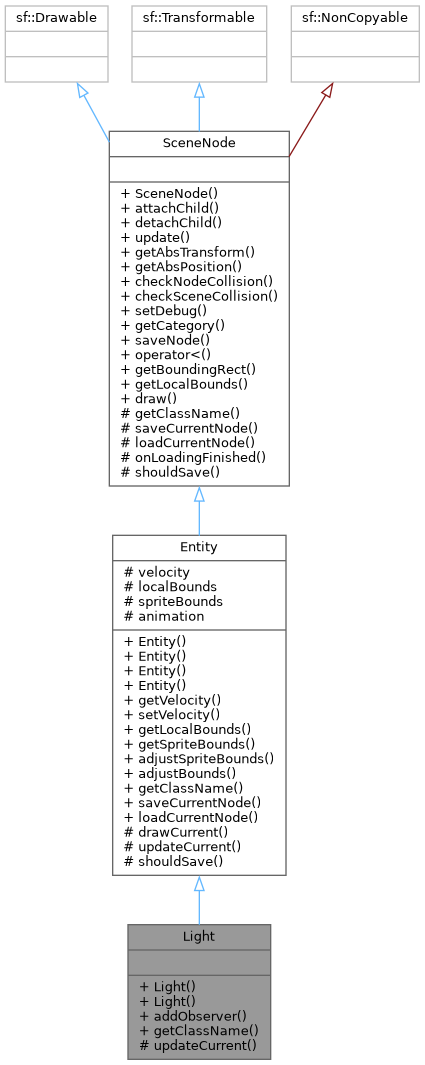 sf::Drawable
sf::Transformable
sf::NonCopyable
SceneNode
+ SceneNode()
+ attachChild()
+ detachChild()
+ update()
+ getAbsTransform()
+ getAbsPosition()
+ checkNodeCollision()
+ checkSceneCollision()
+ setDebug()
+ getCategory()
+ saveNode()
+ operator<()
+ getBoundingRect()
+ getLocalBounds()
+ draw()
# getClassName()
# saveCurrentNode()
# loadCurrentNode()
# onLoadingFinished()
# shouldSave()
Entity
# velocity
# localBounds
# spriteBounds
# animation
+ Entity()
+ Entity()
+ Entity()
+ Entity()
+ getVelocity()
+ setVelocity()
+ getLocalBounds()
+ getSpriteBounds()
+ adjustSpriteBounds()
+ adjustBounds()
+ getClassName()
+ saveCurrentNode()
+ loadCurrentNode()
# drawCurrent()
# updateCurrent()
# shouldSave()
Light
+ Light()
+ Light()
+ addObserver()
+ getClassName()
# updateCurrent()